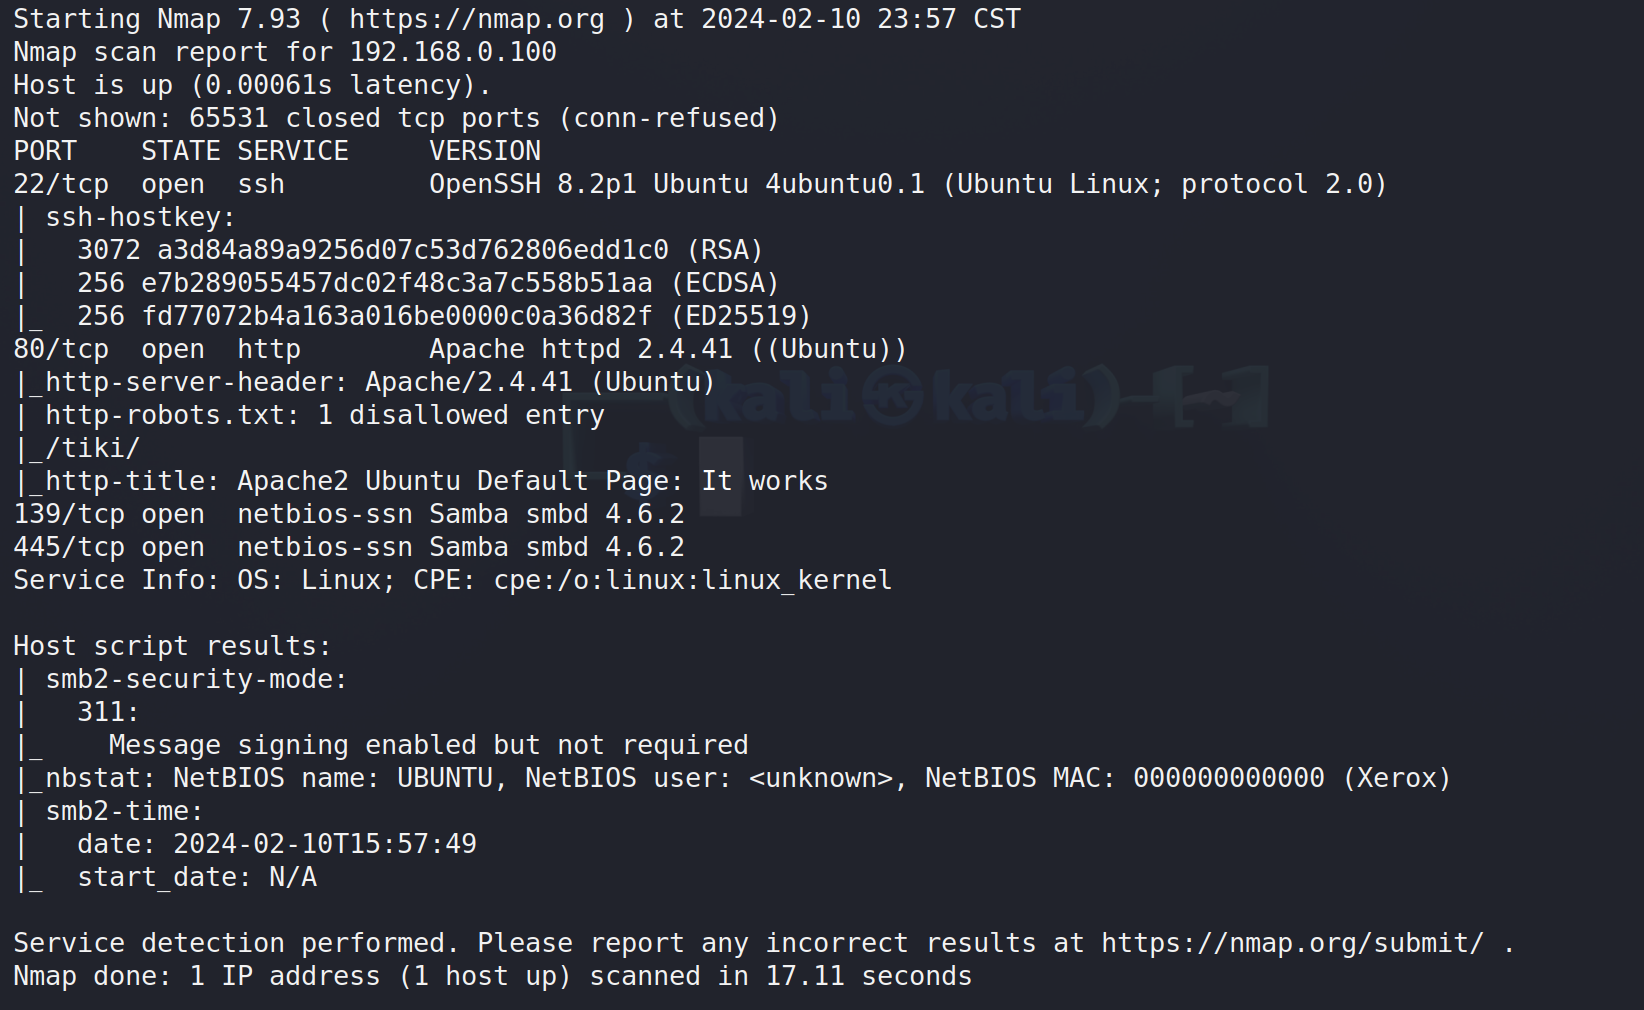 Starting Nmap 7.93 ( https://nmap.org ) at 2024-02-10 23:57 CST
Nmap scan report for 192.168.0.100
Host is up (0.00061s latency).
Not shown: 65531 closed tcp ports (conn-refused)
PORT    STATE SERVICE     VERSION
22/tcp  open  ssh         OpenSSH 8.2p1 Ubuntu 4ubuntu0.1 (Ubuntu Linux; protocol 2.0)
| ssh-hostkey:
|   3072 a3d84a89a9256d07c53d762806edd1c0 (RSA)
|   256 e7b289055457dc02f48c3a7c558b51aa (ECDSA)
|_  256 fd77072b4a163a016be0000c0a36d82f (ED25519)
80/tcp  open  http        Apache httpd 2.4.41 ((Ubuntu))
|_http-server-header: Apache/2.4.41 (Ubuntu)
| http-robots.txt: 1 disallowed entry
|_/tiki/
|_http-title: Apache2 Ubuntu Default Page: It works
139/tcp open  netbios-ssn Samba smbd 4.6.2
445/tcp open  netbios-ssn Samba smbd 4.6.2
Service Info: OS: Linux; CPE: cpe:/o:linux:linux_kernel

Host script results:
| smb2-security-mode:
|   311:
|_    Message signing enabled but not required
|_nbstat: NetBIOS name: UBUNTU, NetBIOS user: <unknown>, NetBIOS MAC: 000000000000 (Xerox)
| smb2-time:
|   date: 2024-02-10T15:57:49
|_  start_date: N/A

Service detection performed. Please report any incorrect results at https://nmap.org/submit/ .
Nmap done: 1 IP address (1 host up) scanned in 17.11 seconds
(kali㉿kali)-[~]